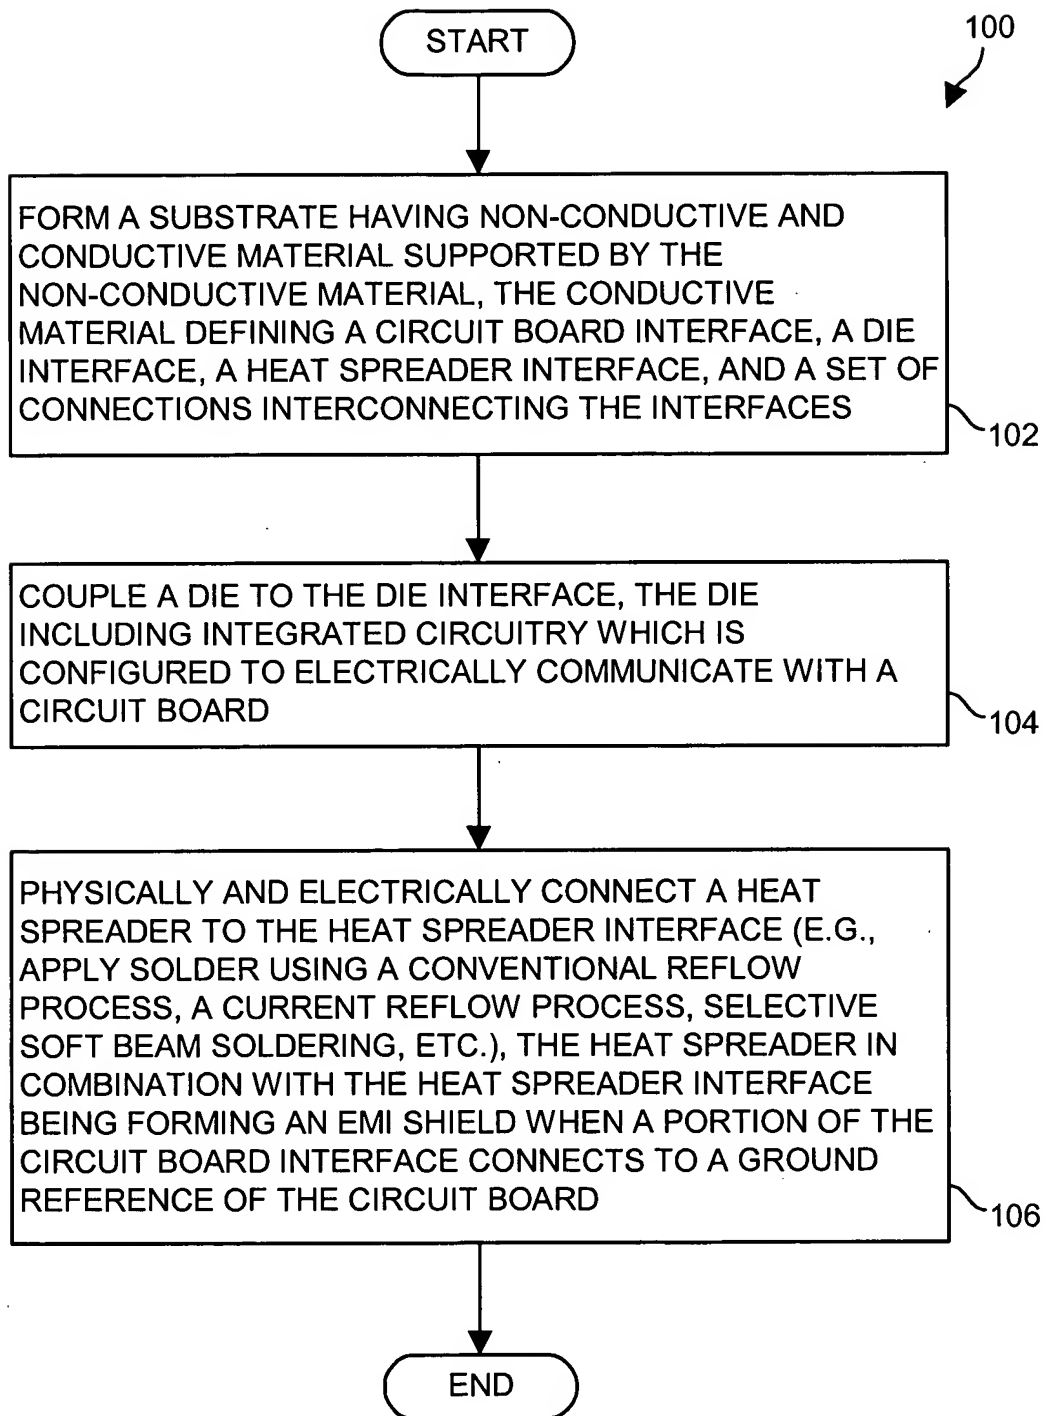 START
100
FORM A SUBSTRATE HAVING NON-CONDUCTIVE AND
CONDUCTIVE MATERIAL SUPPORTED BY THE
NON-CONDUCTIVE MATERIAL, THE CONDUCTIVE
MATERIAL DEFINING A CIRCUIT BOARD INTERFACE, A DIE
INTERFACE, A HEAT SPREADER INTERFACE, AND A SET OF
CONNECTIONS INTERCONNECTING THE INTERFACES
102
COUPLE A DIE TO THE DIE INTERFACE, THE DIE
INCLUDING INTEGRATED CIRCUITRY WHICH IS
CONFIGURED TO ELECTRICALLY COMMUNICATE WITH A
CIRCUIT BOARD
104
PHYSICALLY AND ELECTRICALLY CONNECT A HEAT
SPREADER TO THE HEAT SPREADER INTERFACE (E.G.,
APPLY SOLDER USING A CONVENTIONAL REFLOW
PROCESS, A CURRENT REFLOW PROCESS, SELECTIVE
SOFT BEAM SOLDERING, ETC.), THE HEAT SPREADER IN
COMBINATION WITH THE HEAT SPREADER INTERFACE
BEING FORMING AN EMI SHIELD WHEN A PORTION OF THE
CIRCUIT BOARD INTERFACE CONNECTS TO A GROUND
REFERENCE OF THE CIRCUIT BOARD
106
END